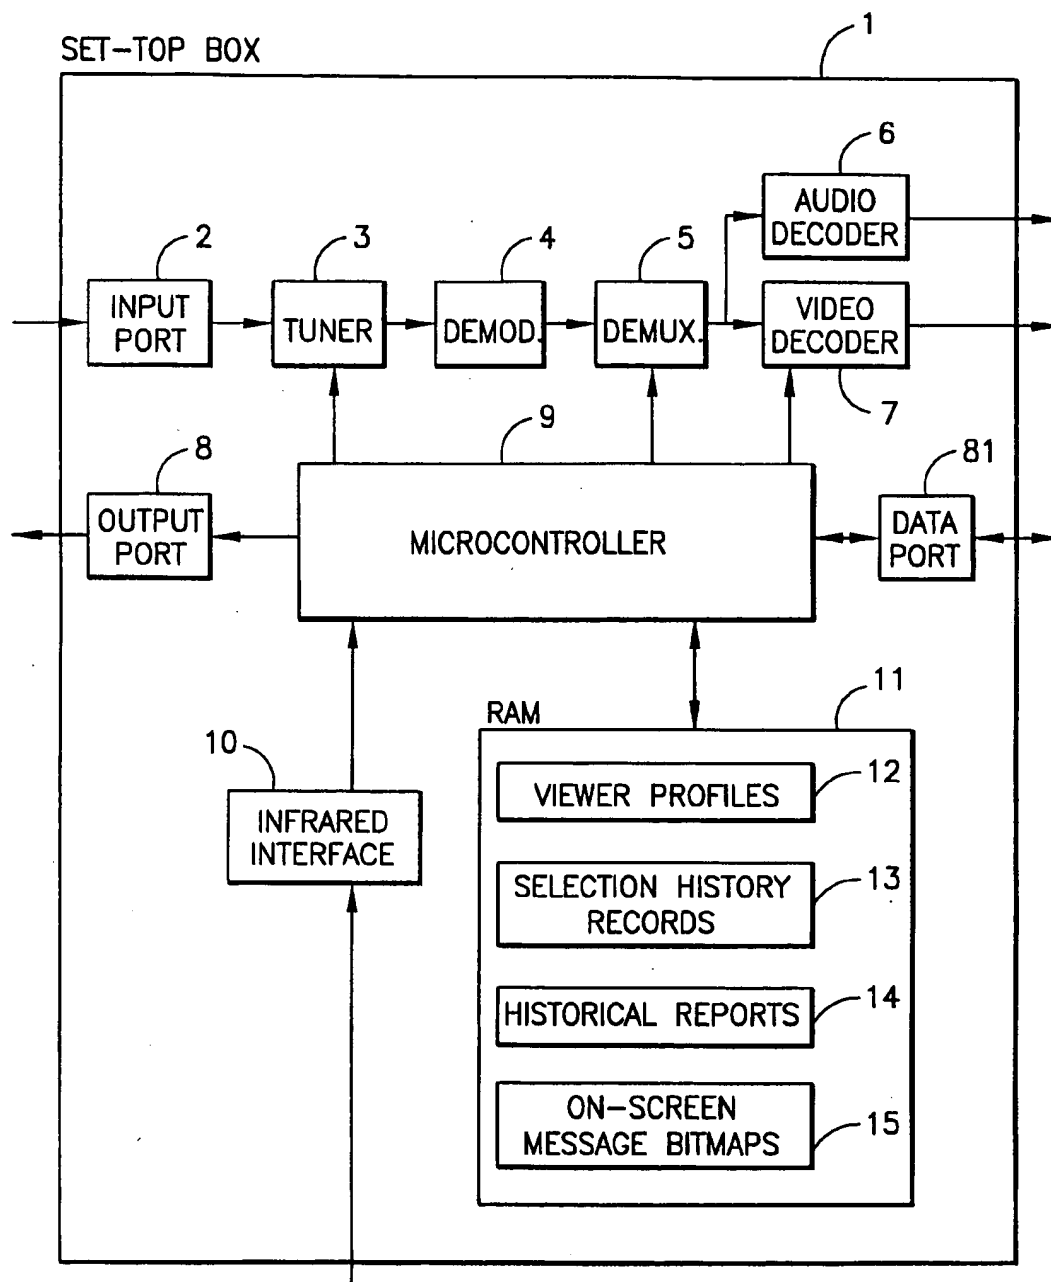 1
SET-TOP BOX
6
AUDIO
DECODER
2
3
4
5
INPUT
PORT
TUNER
DEMOD.
DEMUX.
VIDEO
DECODER
7
8
9
81
OUTPUT
PORT
MICROCONTROLLER
DATA
PORT
10
RAM
11
INFRARED
INTERFACE
VIEWER PROFILES
12
SELECTION HISTORY
RECORDS
13
HISTORICAL REPORTS
14
ON-SCREEN
MESSAGE BITMAPS
15